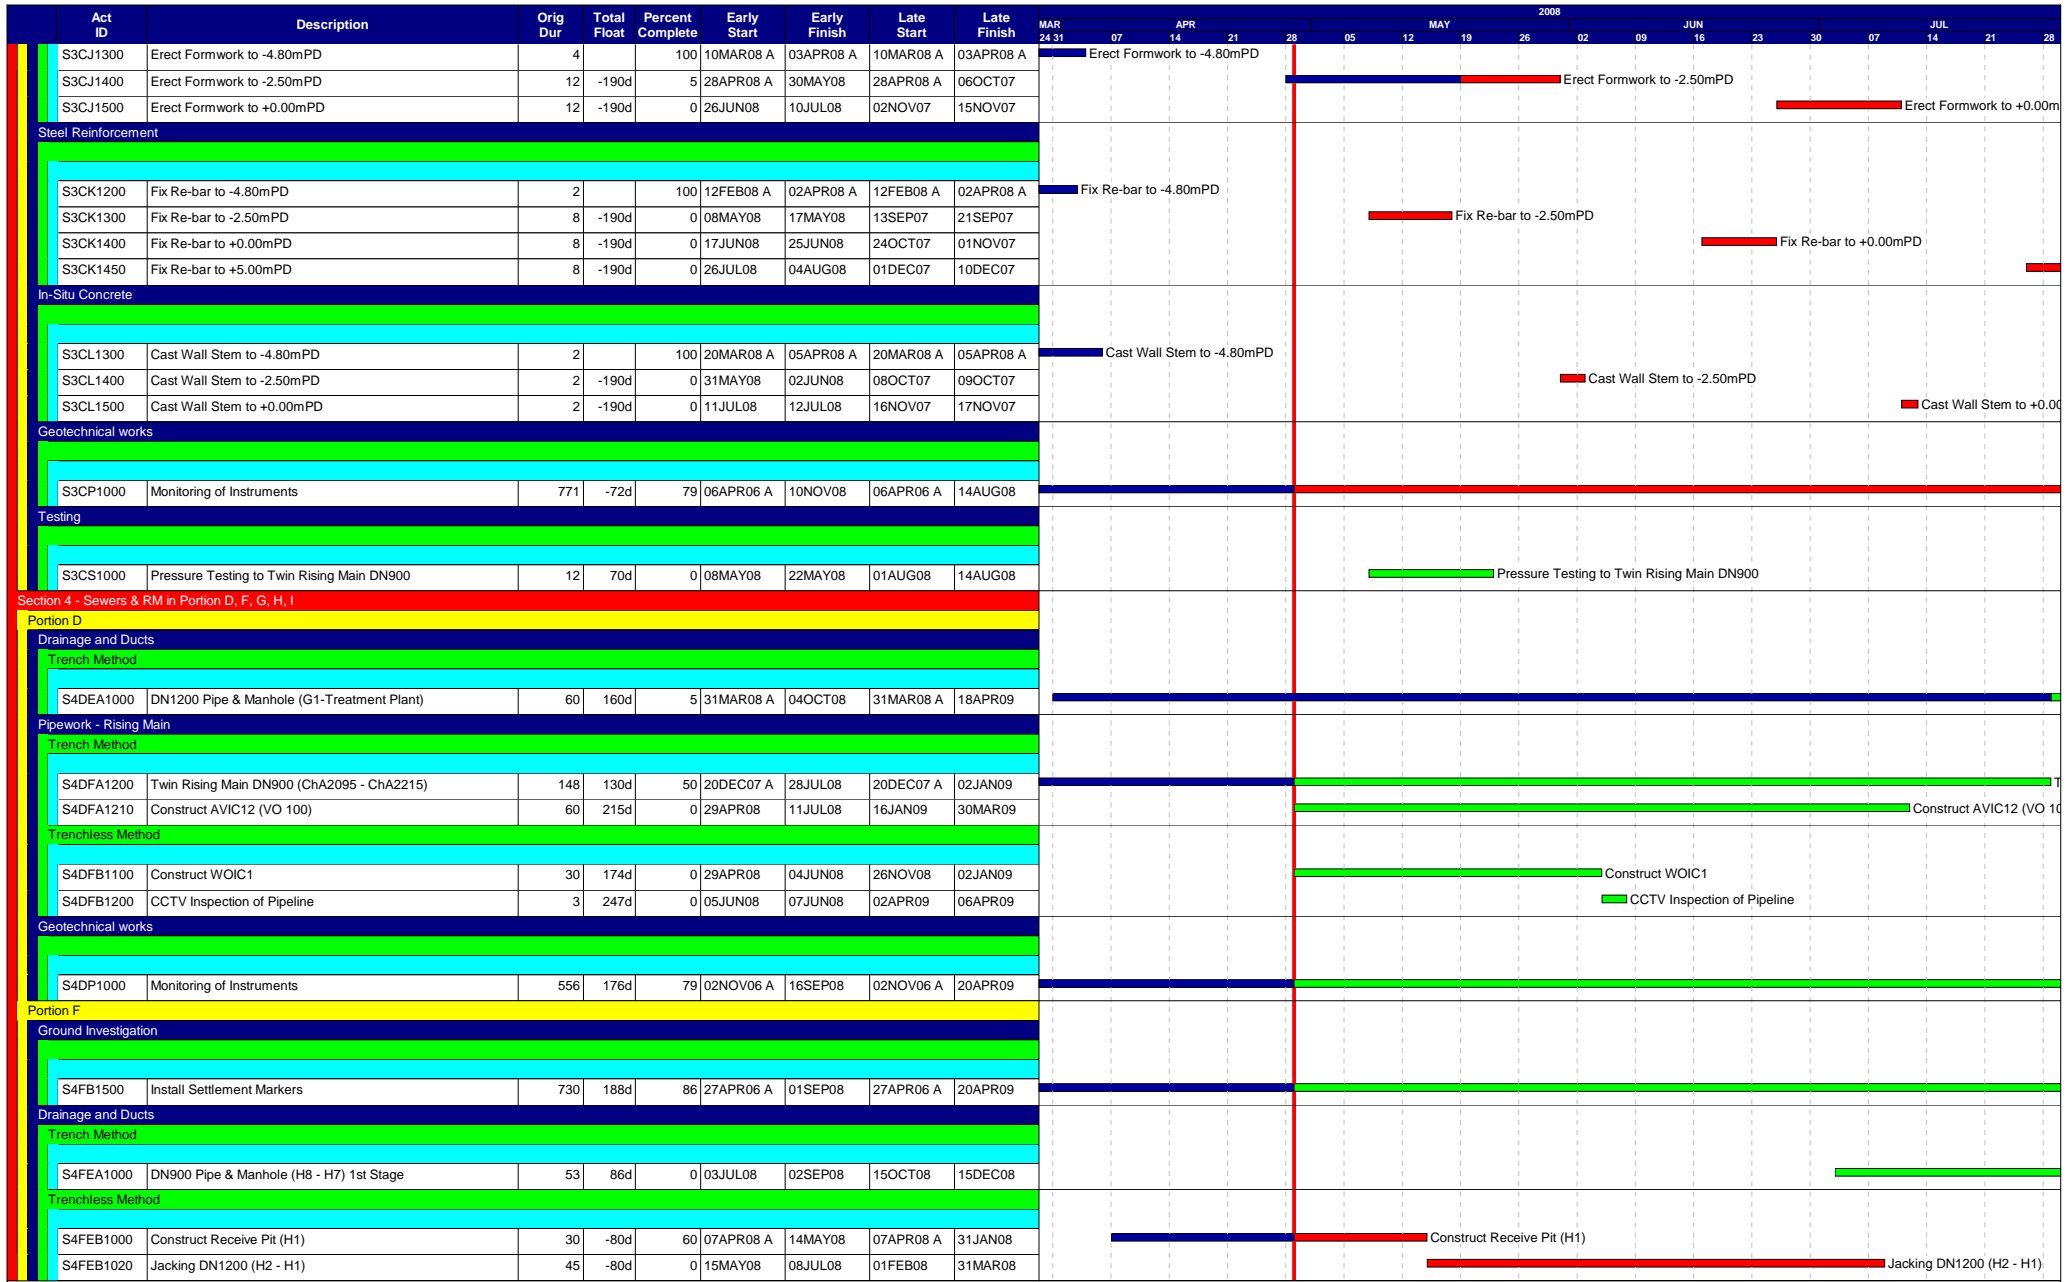 Act ID Description Orig Dur Total Float Percent Complete Early Start Early Finish Late Start Late Finish
2008
MAR APR MAY JUN JUL
24 31 07 14 21 28 05 12 19 26 02 09 16 23 30 07 14 21 28
S3CJ1300 Erect Formwork to -4.80mPD 4 100 10MAR08 A 03APR08 A 10MAR08 A 03APR08 A Erect Formwork to -4.80mPD
S3CJ1400 Erect Formwork to -2.50mPD 12 -190d 5 28APR08 A 30MAY08 28APR08 A 06OCT07 Erect Formwork to -2.50mPD
S3CJ1500 Erect Formwork to +0.00mPD 12 -190d 0 26JUN08 10JUL08 02NOV07 15NOV07 Erect Formwork to +0.00m
Steel Reinforcement
S3CK1200 Fix Re-bar to -4.80mPD 2 100 12FEB08 A 02APR08 A 12FEB08 A 02APR08 A Fix Re-bar to -4.80mPD
S3CK1300 Fix Re-bar to -2.50mPD 8 -190d 0 08MAY08 17MAY08 13SEP07 21SEP07 Fix Re-bar to -2.50mPD
S3CK1400 Fix Re-bar to +0.00mPD 8 -190d 0 17JUN08 25JUN08 24OCT07 01NOV07 Fix Re-bar to +0.00mPD
S3CK1450 Fix Re-bar to +5.00mPD 8 -190d 0 26JUL08 04AUG08 01DEC07 10DEC07
In-Situ Concrete
S3CL1300 Cast Wall Stem to -4.80mPD 2 100 20MAR08 A 05APR08 A 20MAR08 A 05APR08 A Cast Wall Stem to -4.80mPD
S3CL1400 Cast Wall Stem to -2.50mPD 2 -190d 0 31MAY08 02JUN08 08OCT07 09OCT07 Cast Wall Stem to -2.50mPD
S3CL1500 Cast Wall Stem to +0.00mPD 2 -190d 0 11JUL08 12JUL08 16NOV07 17NOV07 Cast Wall Stem to +0.00
Geotechnical works
S3CP1000 Monitoring of Instruments 771 -72d 79 06APR06 A 10NOV08 06APR06 A 14AUG08
Testing
S3CS1000 Pressure Testing to Twin Rising Main DN900 12 70d 0 08MAY08 22MAY08 01AUG08 14AUG08 Pressure Testing to Twin Rising Main DN900
Section 4 - Sewers & RM in Portion D, F, G, H, I
Portion D
Drainage and Ducts
Trench Method
S4DEA1000 DN1200 Pipe & Manhole (G1-Treatment Plant) 60 160d 5 31MAR08 A 04OCT08 31MAR08 A 18APR09
Pipework - Rising Main
Trench Method
S4DFA1200 Twin Rising Main DN900 (ChA2095 - ChA2215) 148 130d 50 20DEC07 A 28JUL08 20DEC07 A 02JAN09 T
S4DFA1210 Construct AVIC12 (VO 100) 60 215d 0 29APR08 11JUL08 16JAN09 30MAR09 Construct AVIC12 (VO 10
Trenchless Method
S4DFB1100 Construct WOIC1 30 174d 0 29APR08 04JUN08 26NOV08 02JAN09 Construct WOIC1
S4DFB1200 CCTV Inspection of Pipeline 3 247d 0 05JUN08 07JUN08 02APR09 06APR09 CCTV Inspection of Pipeline
Geotechnical works
S4DP1000 Monitoring of Instruments 556 176d 79 02NOV06 A 16SEP08 02NOV06 A 20APR09
Portion F
Ground Investigation
S4FB1500 Install Settlement Markers 730 188d 86 27APR06 A 01SEP08 27APR06 A 20APR09
Drainage and Ducts
Trench Method
S4FEA1000 DN900 Pipe & Manhole (H8 - H7) 1st Stage 53 86d 0 03JUL08 02SEP08 15OCT08 15DEC08
Trenchless Method
S4FEB1000 Construct Receive Pit (H1) 30 -80d 60 07APR08 A 14MAY08 07APR08 A 31JAN08 Construct Receive Pit (H1)
S4FEB1020 Jacking DN1200 (H2 - H1) 45 -80d 0 15MAY08 08JUL08 01FEB08 31MAR08 Jacking DN1200 (H2 - H1)